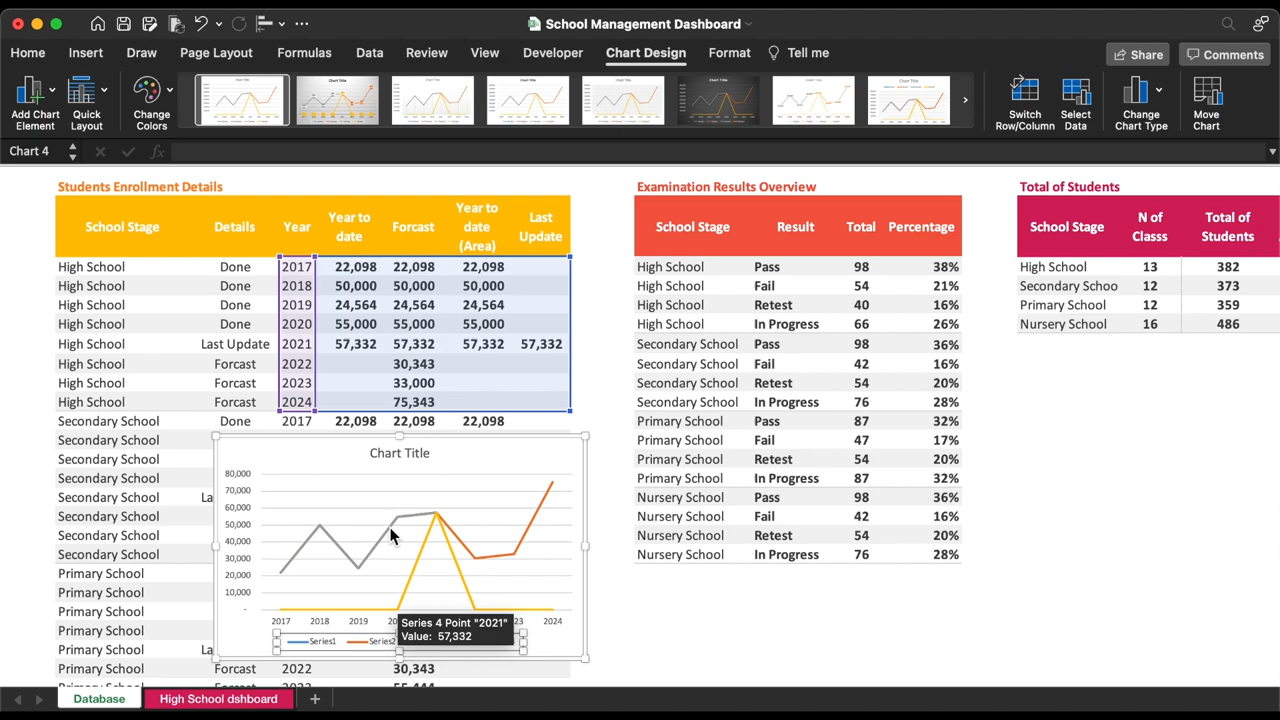 School Management Dashboard
Home Insert Draw Page Layout Formulas Data Review View Developer Chart Design Format Tell me Share Comments
Add Chart Element
Quick Layout
Change Colors
Chart Title
Chart Title
Chart Title
Switch Row/Column
Select Data
Change Chart Type
Move Chart
Chart 4 fx
Students Enrollment Details
School Stage Details Year Year to date Forcast Year to date (Area) Last Update
High School Done 2017 22,098 22,098 22,098
High School Done 2018 50,000 50,000 50,000
High School Done 2019 24,564 24,564 24,564
High School Done 2020 55,000 55,000 55,000
High School Last Update 2021 57,332 57,332 57,332 57,332
High School Forcast 2022 30,343
High School Forcast 2023 33,000
High School Forcast 2024 75,343
Secondary School Done 2017 22,098 22,098 22,098
Secondary School
Secondary School
Secondary School
Secondary School La
Secondary School
Secondary School
Secondary School
Primary School
Primary School
Primary School
Primary School
Primary School La
Primary School Forcast 2022 30,343
Chart Title
80,000
70,000
60,000
50,000
40,000
30,000
20,000
10,000
-
2017 2018 2019 20 23 2024
Series1 Series2
Series 4 Point "2021"
Value: 57,332
Examination Results Overview
School Stage Result Total Percentage
High School Pass 98 38%
High School Fail 54 21%
High School Retest 40 16%
High School In Progress 66 26%
Secondary School Pass 98 36%
Secondary School Fail 42 16%
Secondary School Retest 54 20%
Secondary School In Progress 76 28%
Primary School Pass 87 32%
Primary School Fail 47 17%
Primary School Retest 54 20%
Primary School In Progress 87 32%
Nursery School Pass 98 36%
Nursery School Fail 42 16%
Nursery School Retest 54 20%
Nursery School In Progress 76 28%
Total of Students
School Stage N of Classs Total of Students
High School 13 382
Secondary Schoo 12 373
Primary School 12 359
Nursery School 16 486
Database High School dshboard +